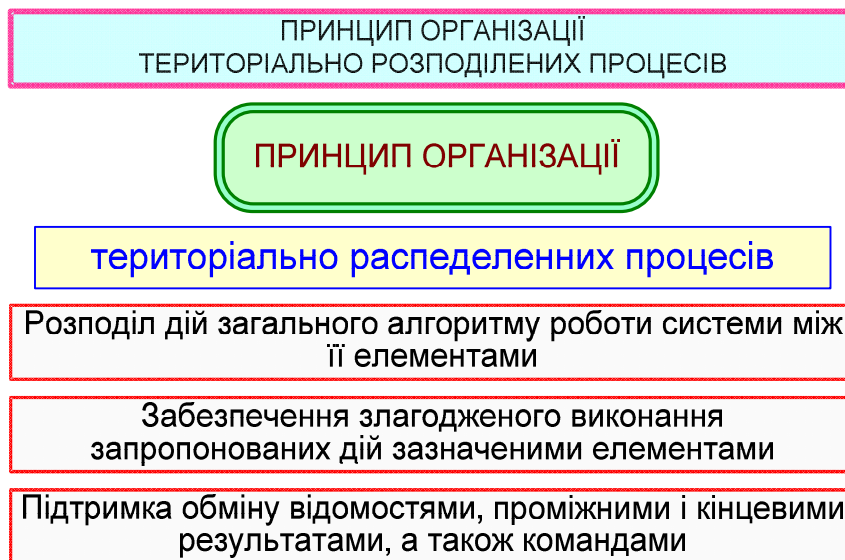 ПРИНЦИП ОРГАНІЗАЦІЇ
ТЕРИТОРІАЛЬНО РОЗПОДІЛЕНИХ ПРОЦЕСІВ
ПРИНЦИП ОРГАНІЗАЦІЇ
територіально распеделенних процесів
Розподіл дій загального алгоритму роботи системи між
її елементами
Забезпечення злагодженого виконання
запропонованих дій зазначеними елементами
Підтримка обміну відомостями, проміжними і кінцевими
результатами, а також командами